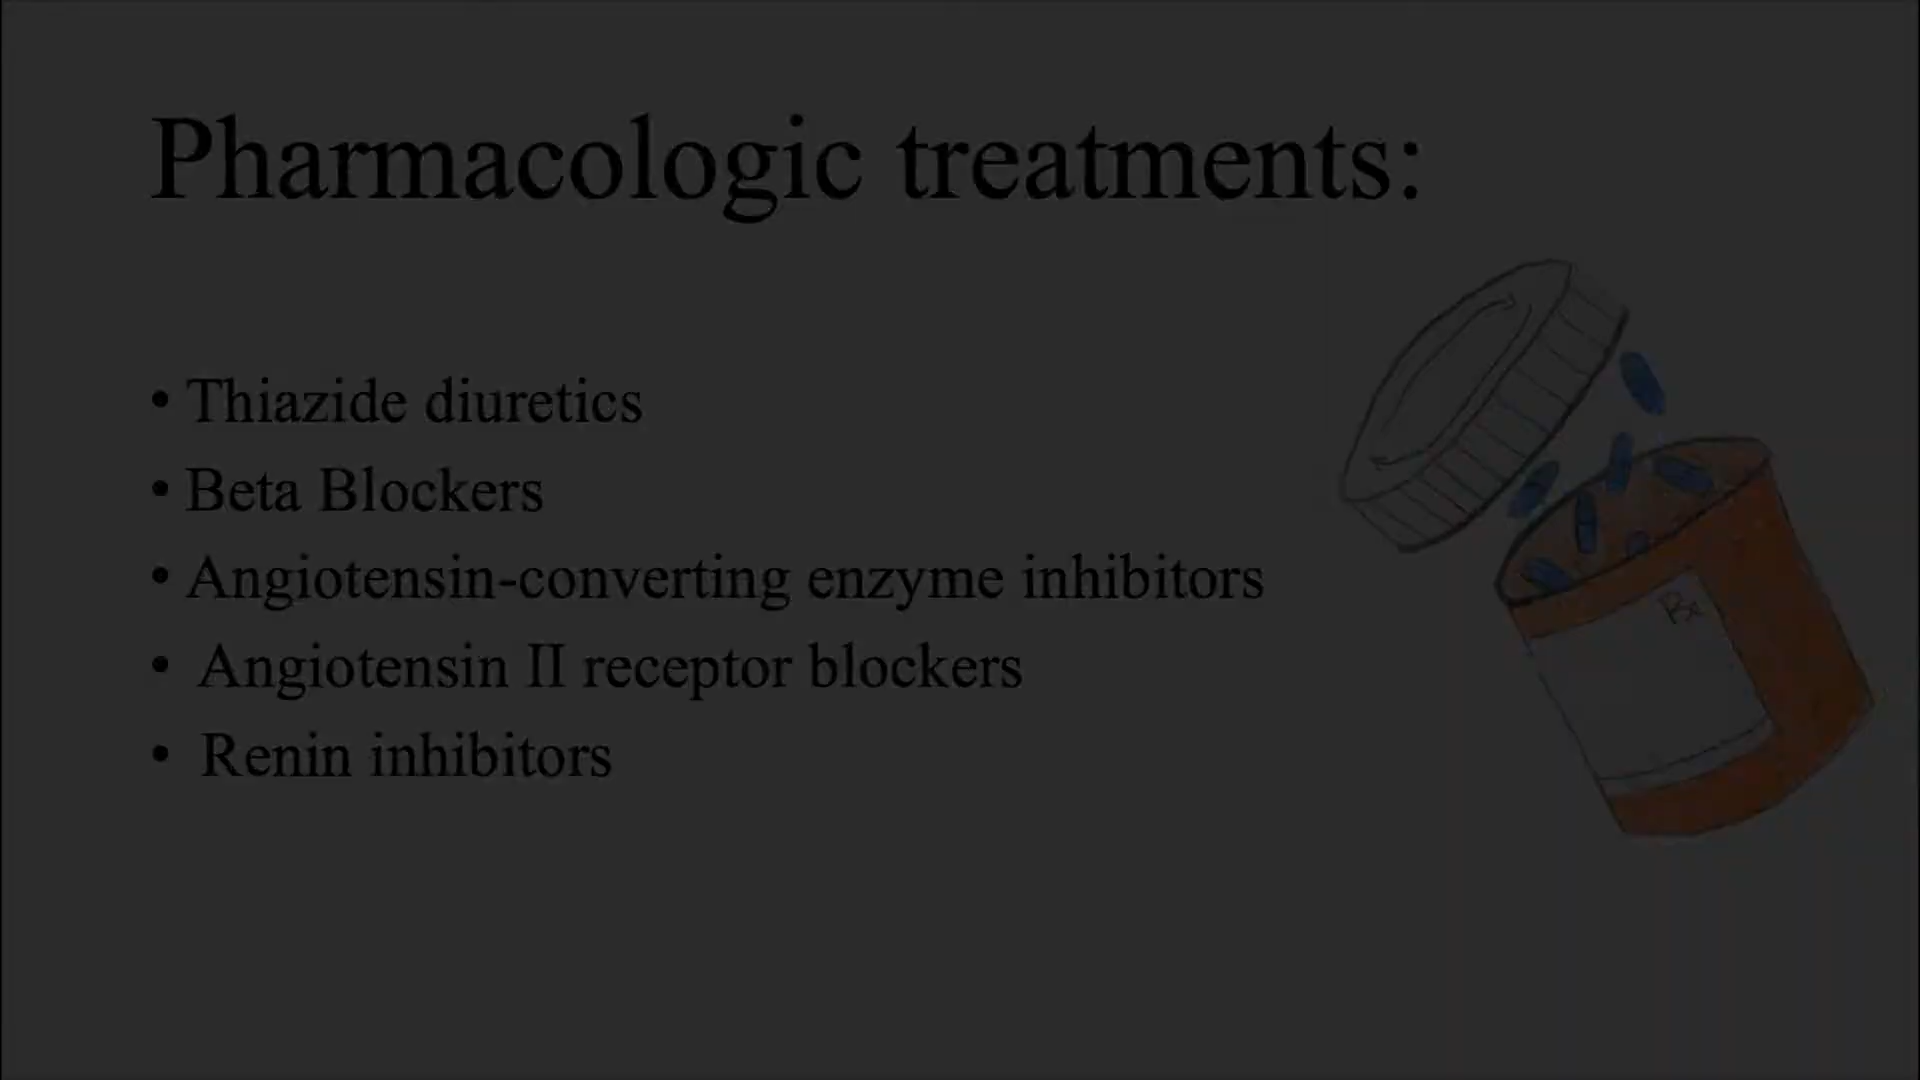 Pharmacologic treatments:
• Thiazide diuretics
• Beta Blockers
• Angiotensin-converting enzyme inhibitors
• Angiotensin II receptor blockers
• Renin inhibitors
Rx